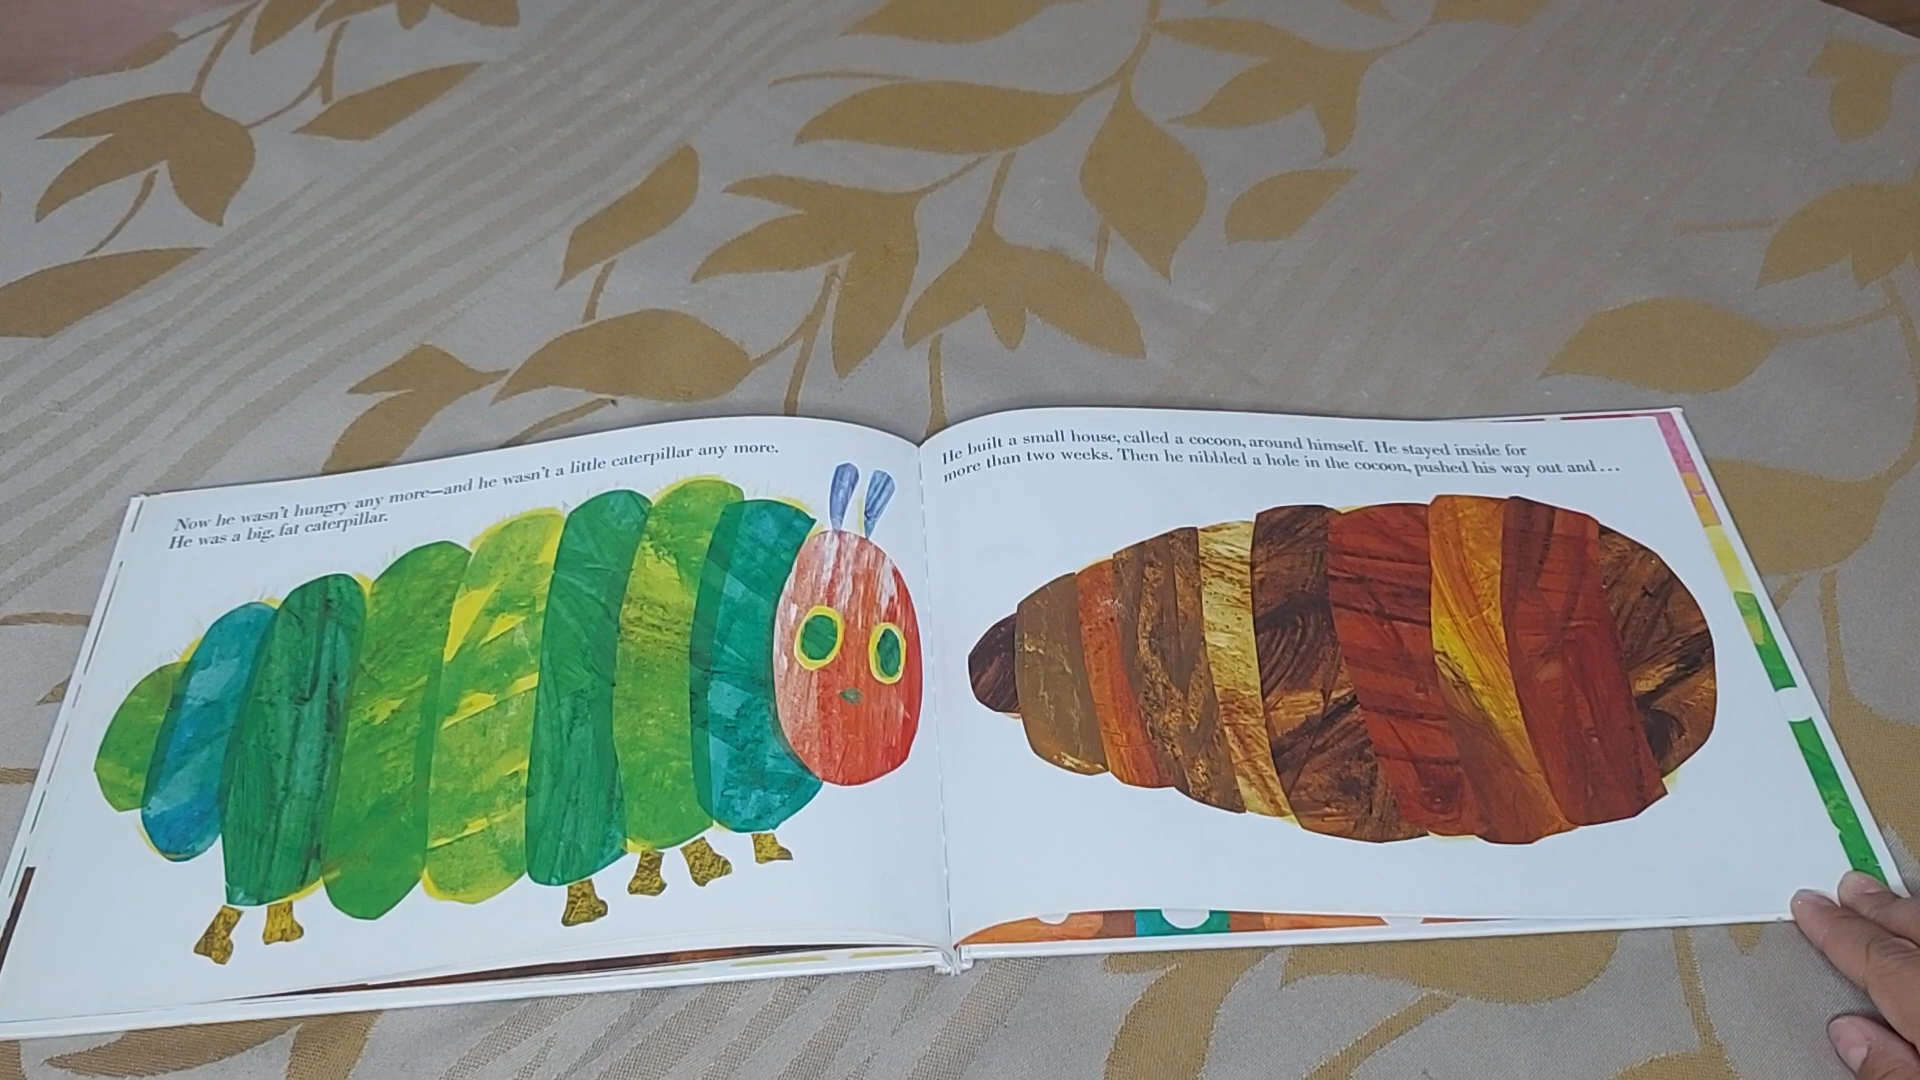 Now he wasn't hungry any more—and he wasn't a little caterpillar any more.
He was a big, fat caterpillar.
He built a small house, called a cocoon, around himself. He stayed inside for
more than two weeks. Then he nibbled a hole in the cocoon, pushed his way out and . . .